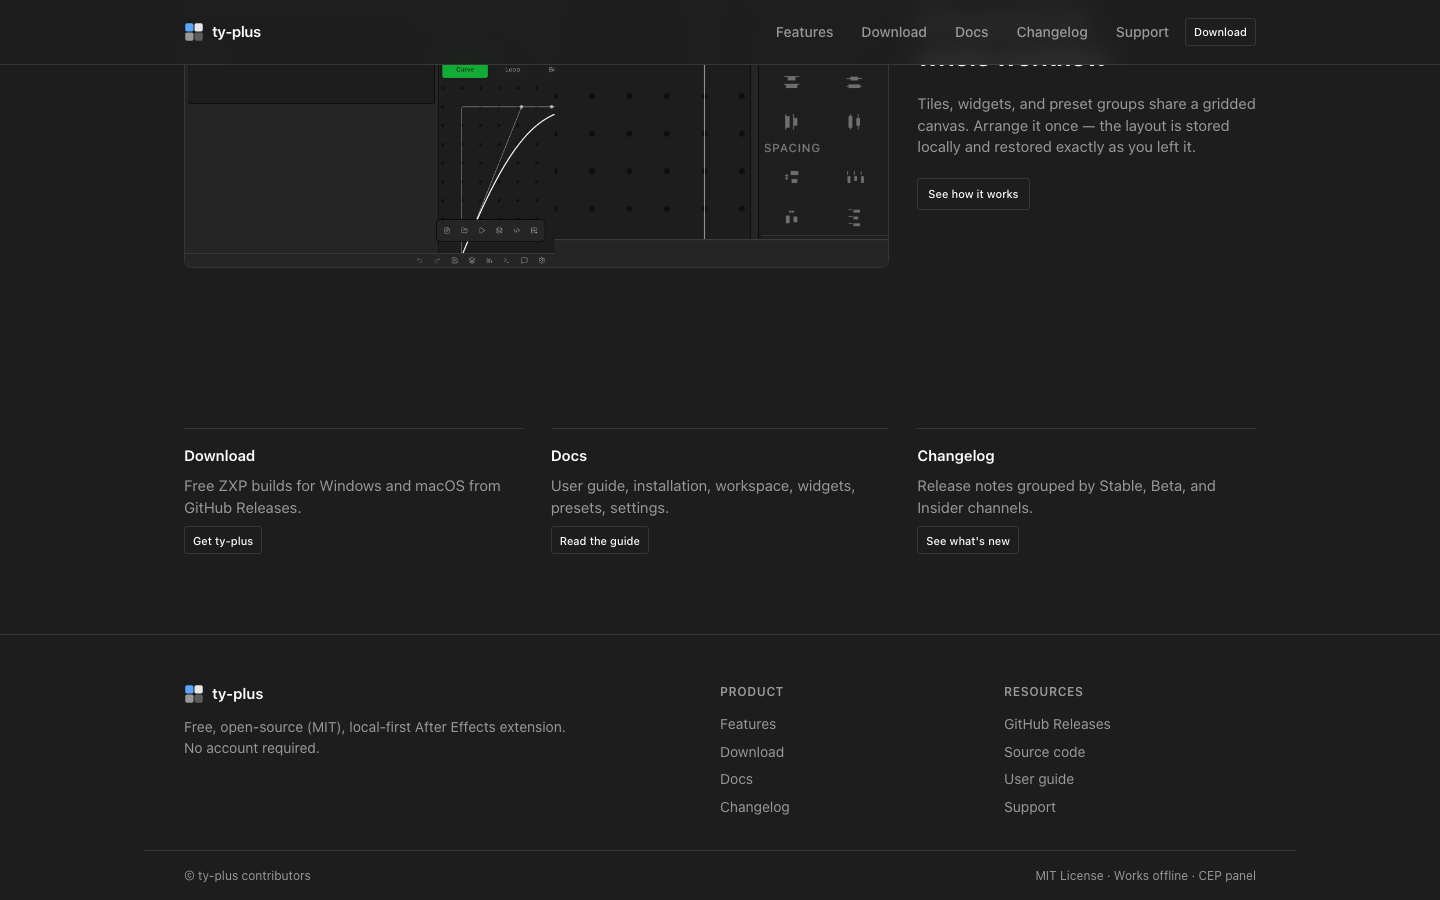 ty-plus
Features
Download
Docs
Changelog
Support
Download
Curve
Loop
SPACING
Tiles, widgets, and preset groups share a gridded
canvas. Arrange it once — the layout is stored
locally and restored exactly as you left it.
See how it works
Download
Free ZXP builds for Windows and macOS from
GitHub Releases.
Get ty-plus
Docs
User guide, installation, workspace, widgets,
presets, settings.
Read the guide
Changelog
Release notes grouped by Stable, Beta, and
Insider channels.
See what's new
ty-plus
Free, open-source (MIT), local-first After Effects extension.
No account required.
PRODUCT
Features
Download
Docs
Changelog
RESOURCES
GitHub Releases
Source code
User guide
Support
© ty-plus contributors
MIT License · Works offline · CEP panel